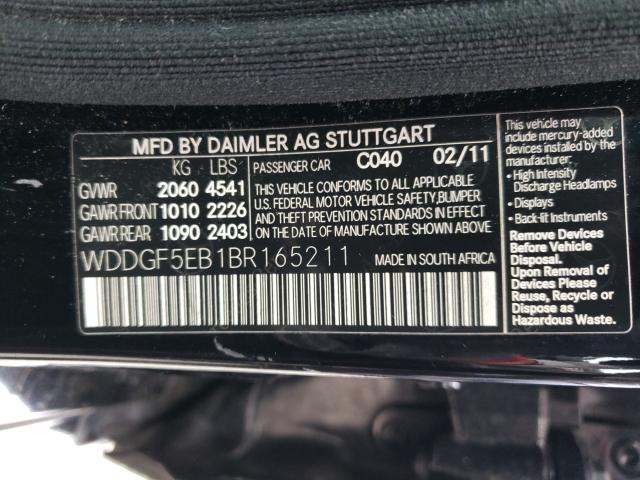 MFD BY DAIMLER AG STUTTGART
KG LBS PASSENGER CAR C040 02/11
GVWR 2060 4541
GAWR FRONT 1010 2226
GAWR REAR 1090 2403
THIS VEHICLE CONFORMS TO ALL APPLICABLE
U.S. FEDERAL MOTOR VEHICLE SAFETY,BUMPER
AND THEFT PREVENTION STANDARDS IN EFFECT
ON THE DATE OF MANUFACTURE SHOWN ABOVE
WDDGF5EB1BR165211 MADE IN SOUTH AFRICA
This vehicle may
include mercury-added
devices installed by the
manufacturer:
• High Intensity
Discharge Headlamps
• Displays
• Back-lit Instruments
Remove Devices
Before Vehicle
Disposal.
Upon Removal of
Devices Please
Reuse, Recycle or
Dispose as
Hazardous Waste.